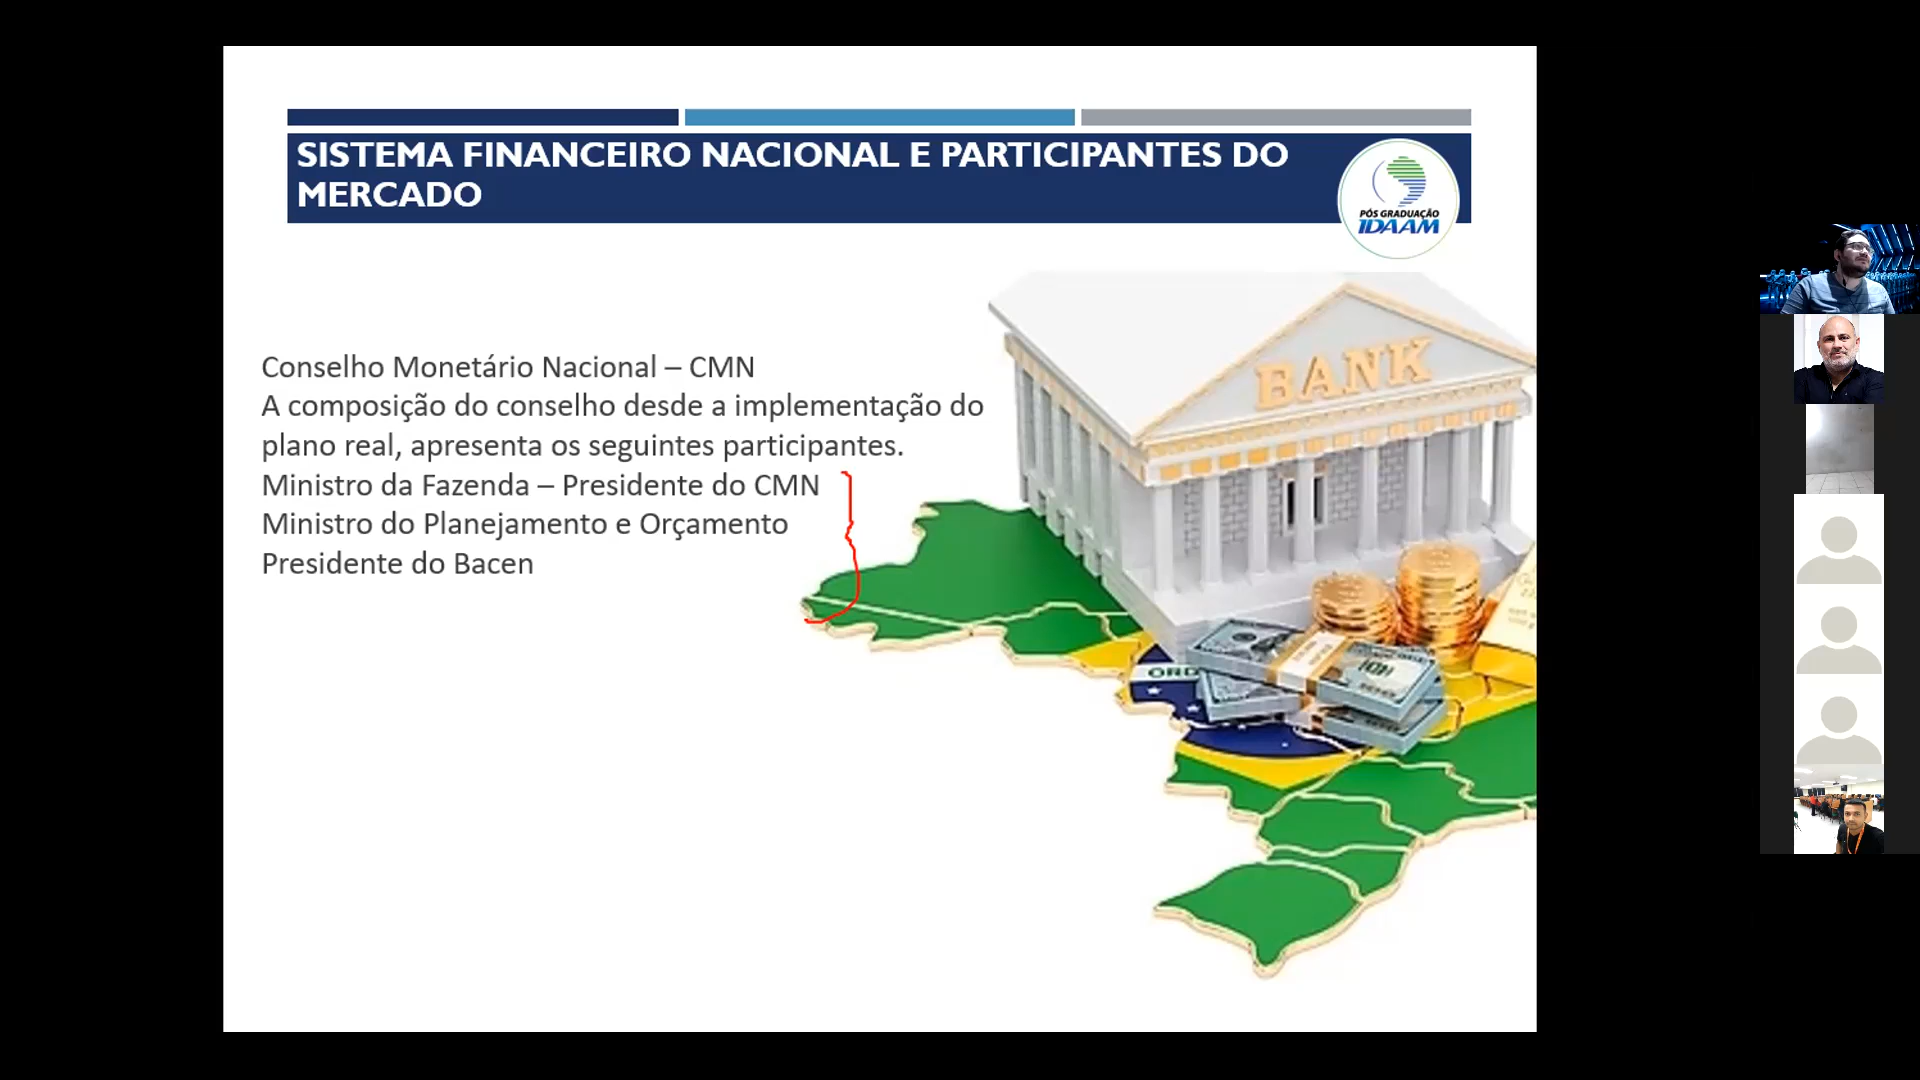 SISTEMA FINANCEIRO NACIONAL E PARTICIPANTES DO
MERCADO
PÓS GRADUAÇÃO
IDAAM
Conselho Monetário Nacional – CMN
A composição do conselho desde a implementação do
plano real, apresenta os seguintes participantes.
Ministro da Fazenda – Presidente do CMN
Ministro do Planejamento e Orçamento
Presidente do Bacen
BANK
ORD